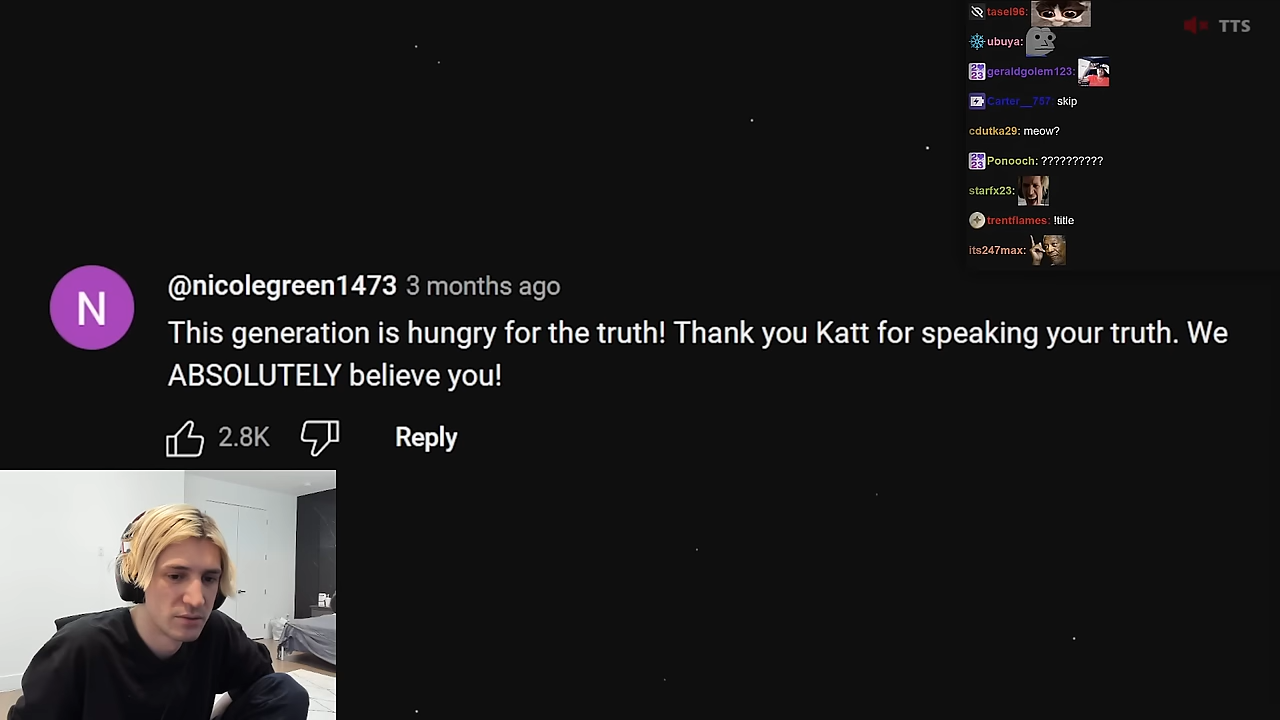 tasel96:
TTS
ubuya:
geraldgolem123:
Carter__757: skip
cdutka29: meow?
Ponooch: ??????????
starfx23:
trentflames: !title
its247max:
@nicolegreen1473 3 months ago
N
This generation is hungry for the truth! Thank you Katt for speaking your truth. We
ABSOLUTELY believe you!
2.8K Reply